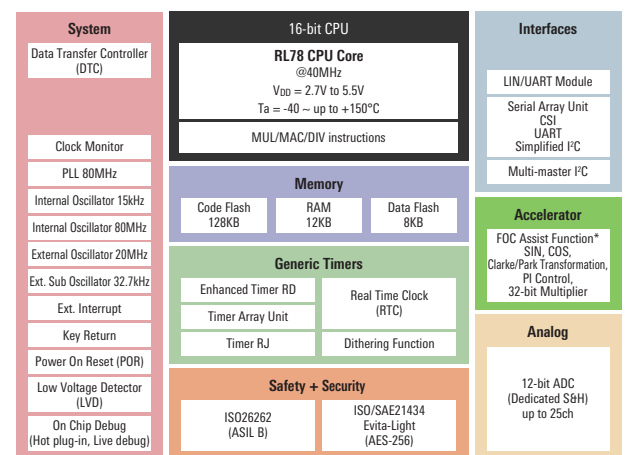 System
Data Transfer Controller
(DTC)
Clock Monitor
PLL 80MHz
Internal Oscillator 15kHz
Internal Oscillator 80MHz
External Oscillator 20MHz
Ext. Sub Oscillator 32.7kHz
Ext. Interrupt
Key Return
Power On Reset (POR)
Low Voltage Detector
(LVD)
On Chip Debug
(Hot plug-in, Live debug)
16-bit CPU
RL78 CPU Core
@40MHz
VDD = 2.7V to 5.5V
Ta = -40 ~ up to +150°C
MUL/MAC/DIV instructions
Memory
Code Flash
128KB
RAM
12KB
Data Flash
8KB
Generic Timers
Enhanced Timer RD
Timer Array Unit
Timer RJ
Real Time Clock
(RTC)
Dithering Function
Safety + Security
ISO26262
(ASIL B)
ISO/SAE21434
Evita-Light
(AES-256)
Interfaces
LIN/UART Module
Serial Array Unit
CSI
UART
Simplified I²C
Multi-master I²C
Accelerator
FOC Assist Function*
SIN, COS,
Clarke/Park Transformation,
PI Control,
32-bit Multiplier
Analog
12-bit ADC
(Dedicated S&H)
up to 25ch